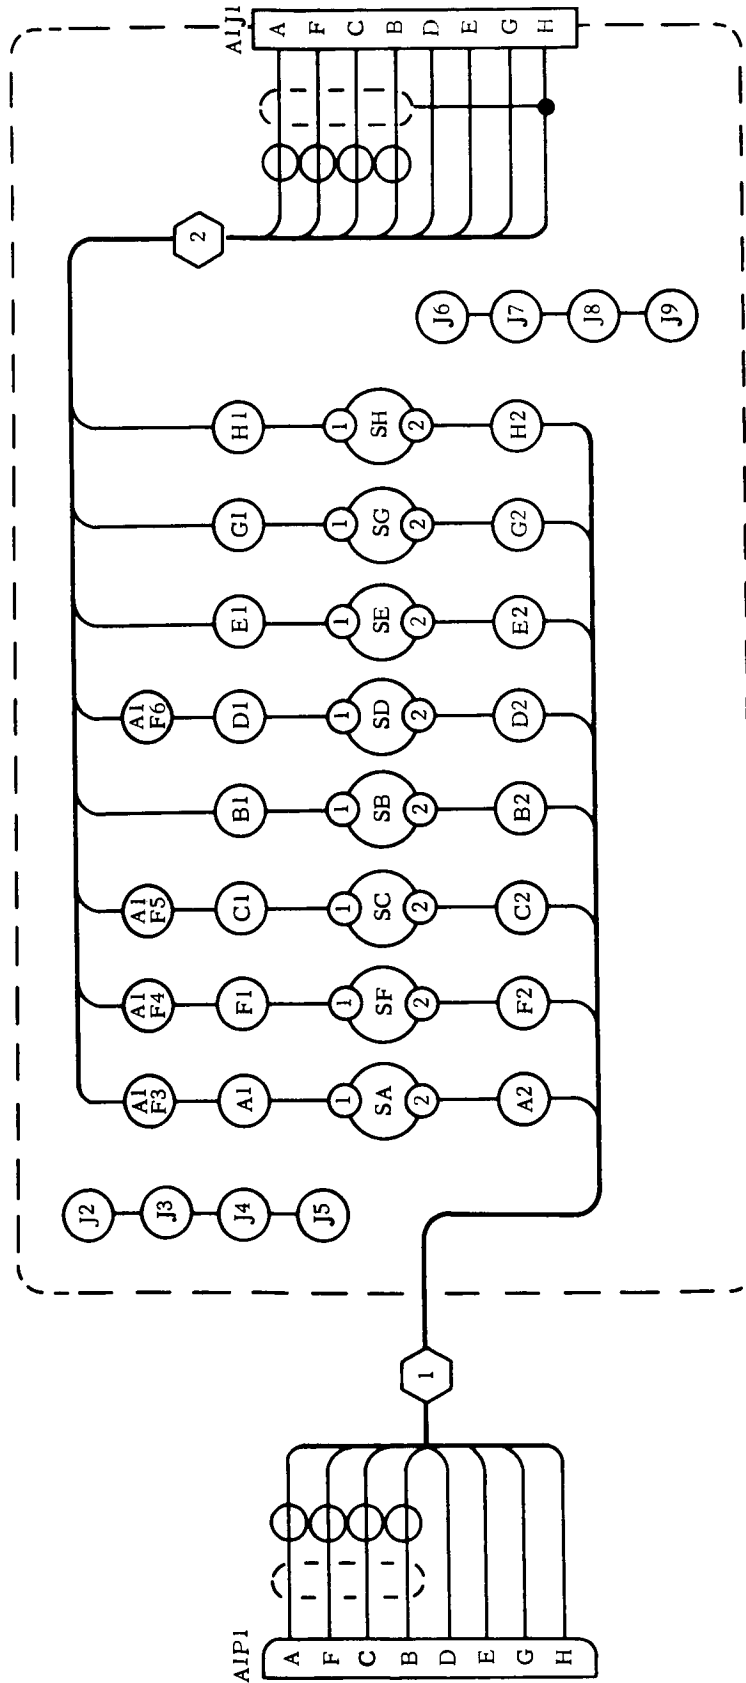 A1J1
A
F
C
B
D
E
G
H
2
J6
J7
J8
J9
H1
1
SH
2
H2
G1
1
SG
2
G2
E1
1
SE
2
E2
A1
F6
D1
1
SD
2
D2
B1
1
SB
2
B2
A1
F5
C1
1
SC
2
C2
A1
F4
F1
1
SF
2
F2
A1
F3
A1
1
SA
2
A2
J2
J3
J4
J5
1
A1P1
A
F
C
B
D
E
G
H